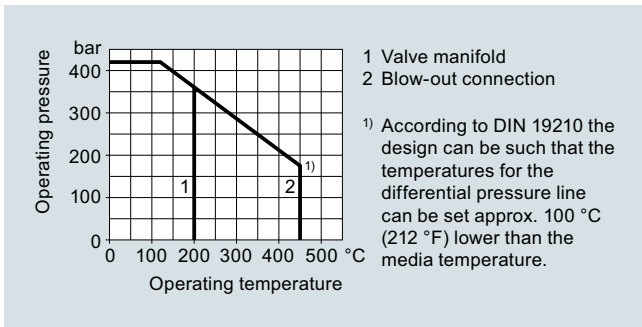 bar
400
300
200
100
0
0 100 200 300 400 500 °C
Operating pressure
Operating temperature
1
2
1)
1 Valve manifold
2 Blow-out connection
1) According to DIN 19210 the
design can be such that the
temperatures for the
differential pressure line
can be set approx. 100 °C
(212 °F) lower than the
media temperature.